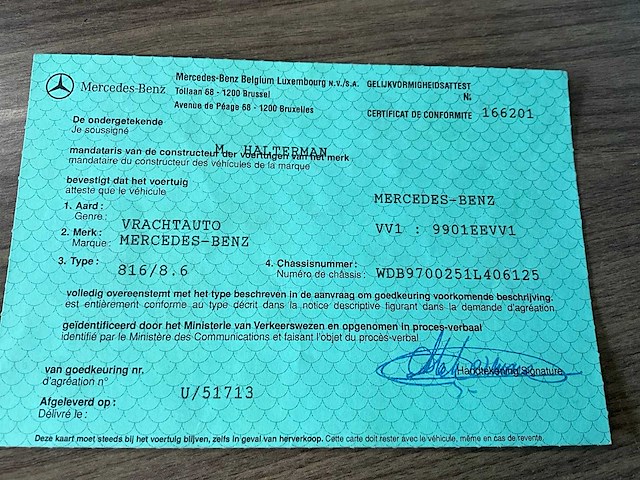 Mercedes-Benz
Mercedes-Benz Belgium Luxembourg N.V./S.A.
Tollaan 68 - 1200 Brussel
Avenue de Péage 68 - 1200 Bruxelles
GELIJKVORMIGHEIDSATTEST
N:
CERTIFICAT DE CONFORMITÉ 166201
De ondergetekende
Je soussigné
M. HALTERMAN
mandataris van de constructeur der voertuigen van het merk
mandataire du constructeur des véhicules de la marque
MERCEDES-BENZ
bevestigt dat het voertuig
atteste que le véhicule
1. Aard :
Genre :
VRACHTAUTO
VV1 : 9901EEVV1
2. Merk :
Marque :
MERCEDES-BENZ
3. Type :
816/8.6
4. Chassisnummer :
Numéro de châssis :
WDB9700251L406125
volledig overeenstemt met het type beschreven in de aanvraag om goedkeuring voorkomende beschrijving.
est entièrement conforme au type décrit dans la notice descriptive figurant dans la demande d'agréation.
geïdentificeerd door het Ministerie van Verkeerswezen en opgenomen in proces-verbaal
identifié par le Ministère des Communications et faisant l'objet du procès-verbal
van goedkeuring nr.
d'agréation n°
U/51713
Handtekening/Signature
Afgeleverd op :
Délivré le :
Deze kaart moet steeds bij het voertuig blijven, zelfs in geval van herverkoop. Cette carte doit rester avec le véhicule, même en cas de revente.